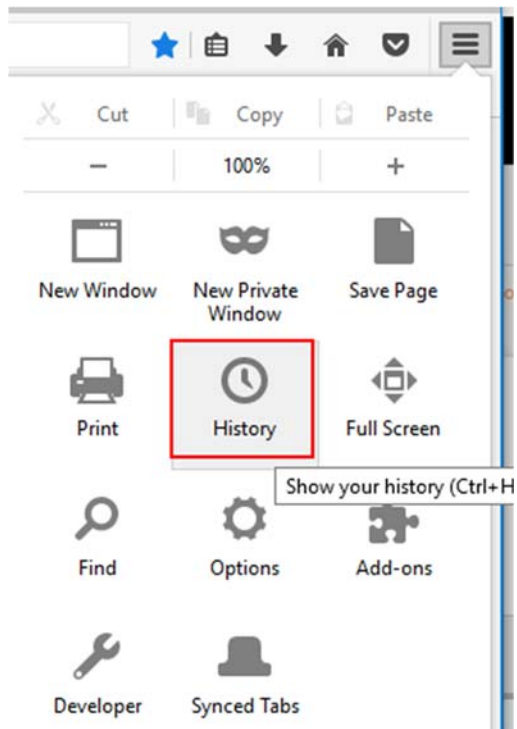 Cut Copy Paste
100%
New Window New Private Window Save Page
Print History Full Screen
Show your history (Ctrl+H
Find Options Add-ons
Developer Synced Tabs